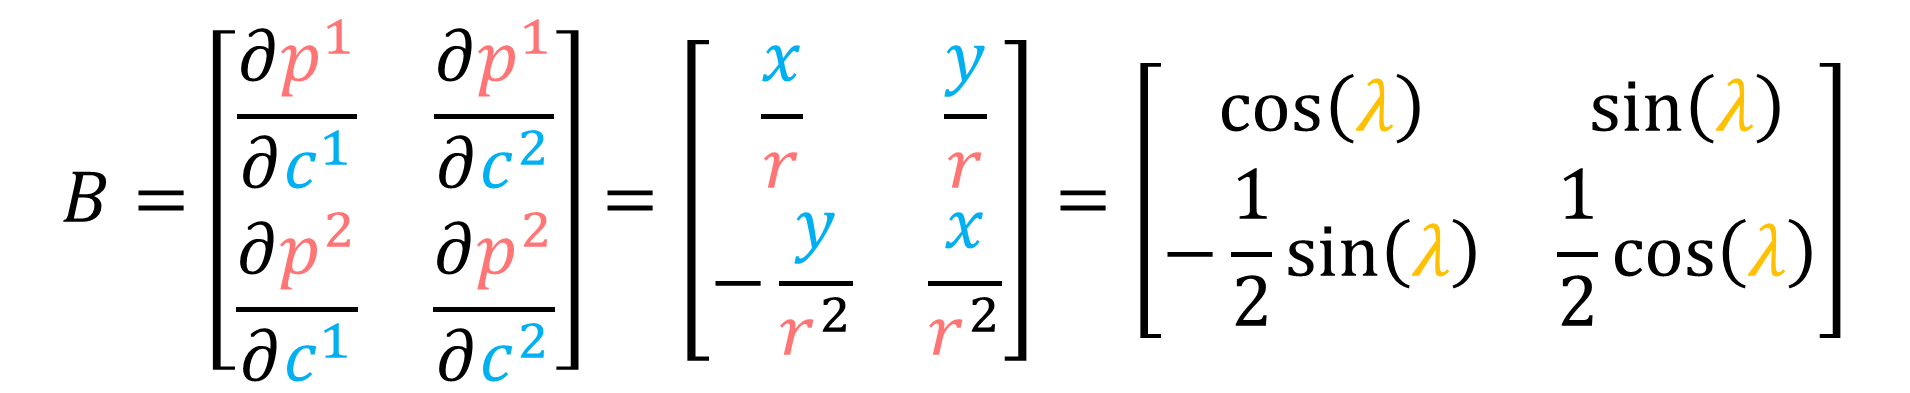 B = [∂p¹/∂c¹ ∂p¹/∂c² ∂p²/∂c¹ ∂p²/∂c²] = [x/r y/r −y/r² x/r²] = [cos(λ) sin(λ) −1/2 sin(λ) 1/2 cos(λ)]